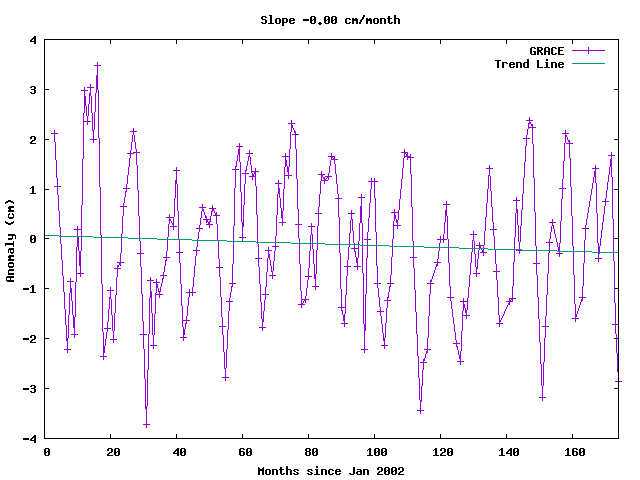 Slope -0.00 cm/month
GRACE
Trend Line
4
3
2
1
0
-1
-2
-3
-4
Anomaly (cm)
0 20 40 60 80 100 120 140 160
Months since Jan 2002